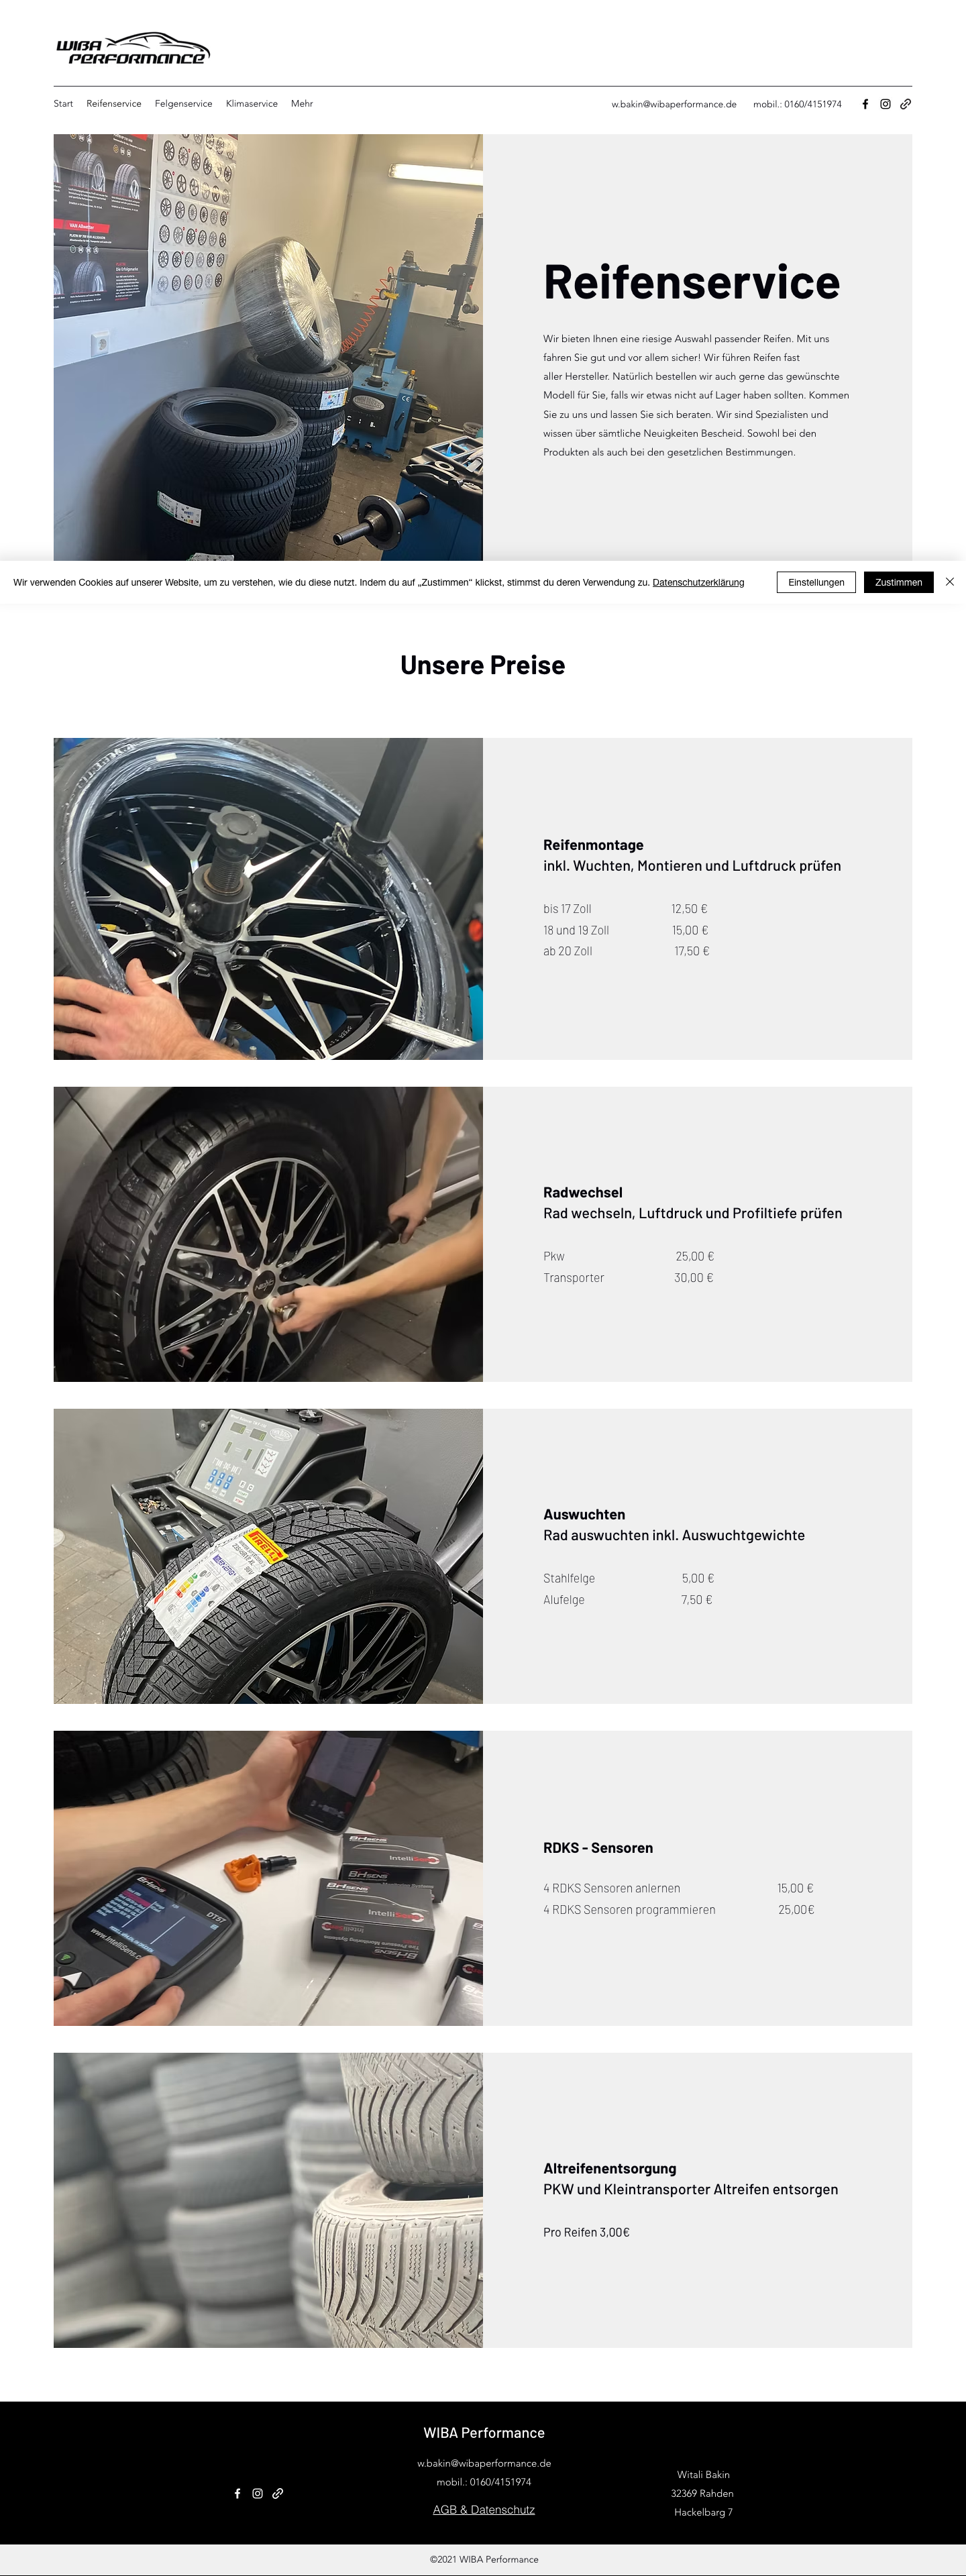 WIBA
PERFORMANCE
Start Reifenservice Felgenservice Klimaservice Mehr
w.bakin@wibaperformance.de mobil.: 0160/4151974
Reifenservice
Wir bieten Ihnen eine riesige Auswahl passender Reifen. Mit uns
fahren Sie gut und vor allem sicher! Wir führen Reifen fast
aller Hersteller. Natürlich bestellen wir auch gerne das gewünschte
Modell für Sie, falls wir etwas nicht auf Lager haben sollten. Kommen
Sie zu uns und lassen Sie sich beraten. Wir sind Spezialisten und
wissen über sämtliche Neuigkeiten Bescheid. Sowohl bei den
Produkten als auch bei den gesetzlichen Bestimmungen.
Wir verwenden Cookies auf unserer Website, um zu verstehen, wie du diese nutzt. Indem du auf „Zustimmen“ klickst, stimmst du deren Verwendung zu. Datenschutzerklärung
Einstellungen
Zustimmen
Unsere Preise
Reifenmontage
inkl. Wuchten, Montieren und Luftdruck prüfen
bis 17 Zoll 12,50 €
18 und 19 Zoll 15,00 €
ab 20 Zoll 17,50 €
Radwechsel
Rad wechseln, Luftdruck und Profiltiefe prüfen
Pkw 25,00 €
Transporter 30,00 €
PIRELLI
Auswuchten
Rad auswuchten inkl. Auswuchtgewichte
Stahlfelge 5,00 €
Alufelge 7,50 €
RDKS - Sensoren
4 RDKS Sensoren anlernen 15,00 €
4 RDKS Sensoren programmieren 25,00€
Altreifenentsorgung
PKW und Kleintransporter Altreifen entsorgen
Pro Reifen 3,00€
WIBA Performance
w.bakin@wibaperformance.de
mobil.: 0160/4151974
AGB & Datenschutz
Witali Bakin
32369 Rahden
Hackelbarg 7
©2021 WIBA Performance